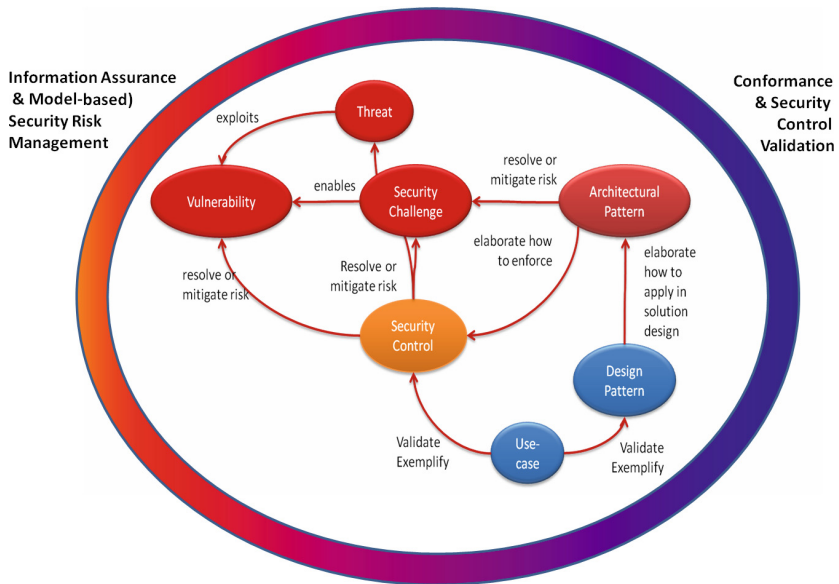 Information Assurance
& Model-based)
Security Risk
Management
Conformance
& Security
Control
Validation
Threat
exploits
Vulnerability
enables
Security
Challenge
resolve or
mitigate risk
Architectural
Pattern
resolve or
mitigate risk
Resolve or
mitigate risk
elaborate how
to enforce
elaborate
how to
apply in
solution
design
Security
Control
Design
Pattern
Validate
Exemplify
Use-
case
Validate
Exemplify